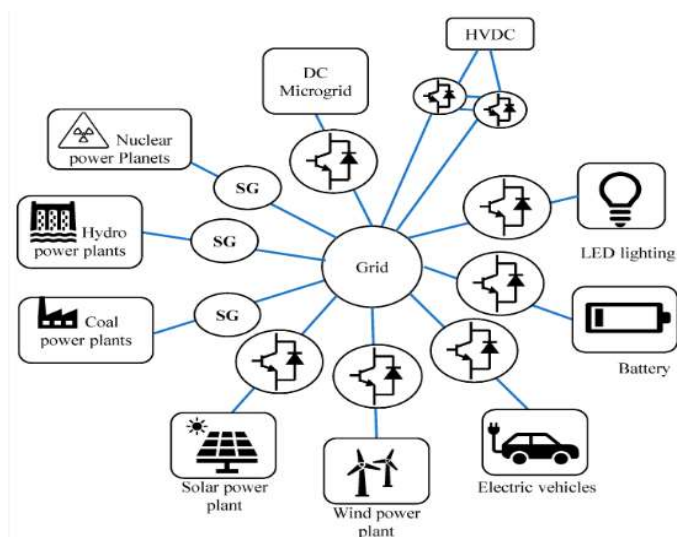 HVDC
DC
Microgrid
Nuclear
power Planets
SG
Hydro
power plants
SG
Grid
LED lighting
Coal
power plants
SG
Battery
Solar power
plant
Wind power
plant
Electric vehicles